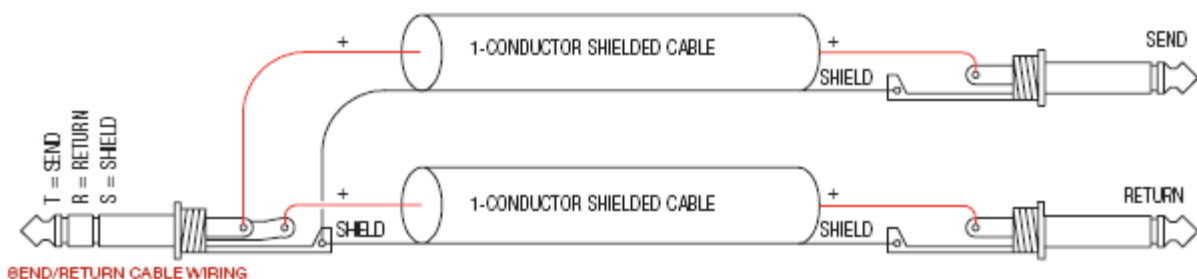 +
1-CONDUCTOR SHIELDED CABLE
+
SEND
SHIELD
T = SEND
R = RETURN
S = SHIELD
+
SHIELD
1-CONDUCTOR SHIELDED CABLE
+
RETURN
SHIELD
SEND/RETURN CABLE WIRING